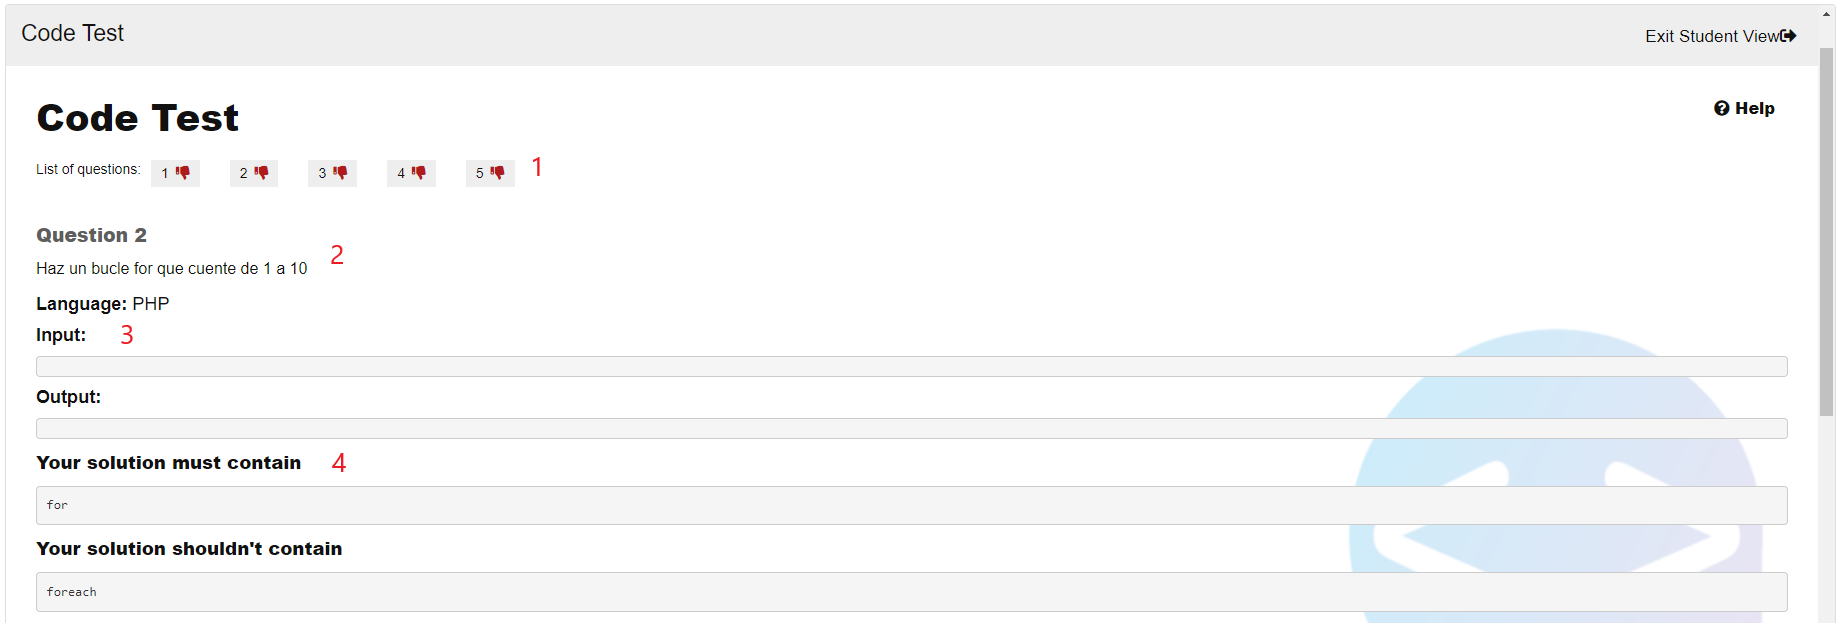 Code Test
Exit Student View
Code Test
Help
List of questions: 1 2 3 4 5 1
Question 2
Haz un bucle for que cuente de 1 a 10 2
Language: PHP
Input: 3
Output:
Your solution must contain 4
for
Your solution shouldn't contain
foreach